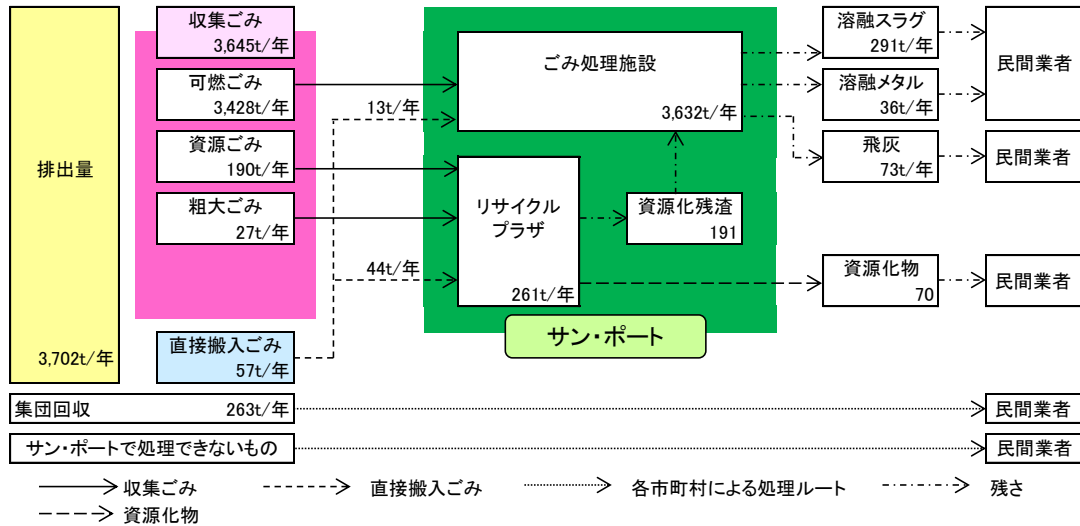 排出量
3,702t/年
収集ごみ
3,645t/年
可燃ごみ
3,428t/年
資源ごみ
190t/年
粗大ごみ
27t/年
直接搬入ごみ
57t/年
13t/年
44t/年
ごみ処理施設
3,632t/年
リサイクル
プラザ
261t/年
資源化残渣
191
サン・ポート
溶融スラグ
291t/年
溶融メタル
36t/年
飛灰
73t/年
資源化物
70
民間業者
民間業者
民間業者
集団回収 263t/年
民間業者
サン・ポートで処理できないもの
民間業者
収集ごみ
直接搬入ごみ
各市町村による処理ルート
残さ
資源化物